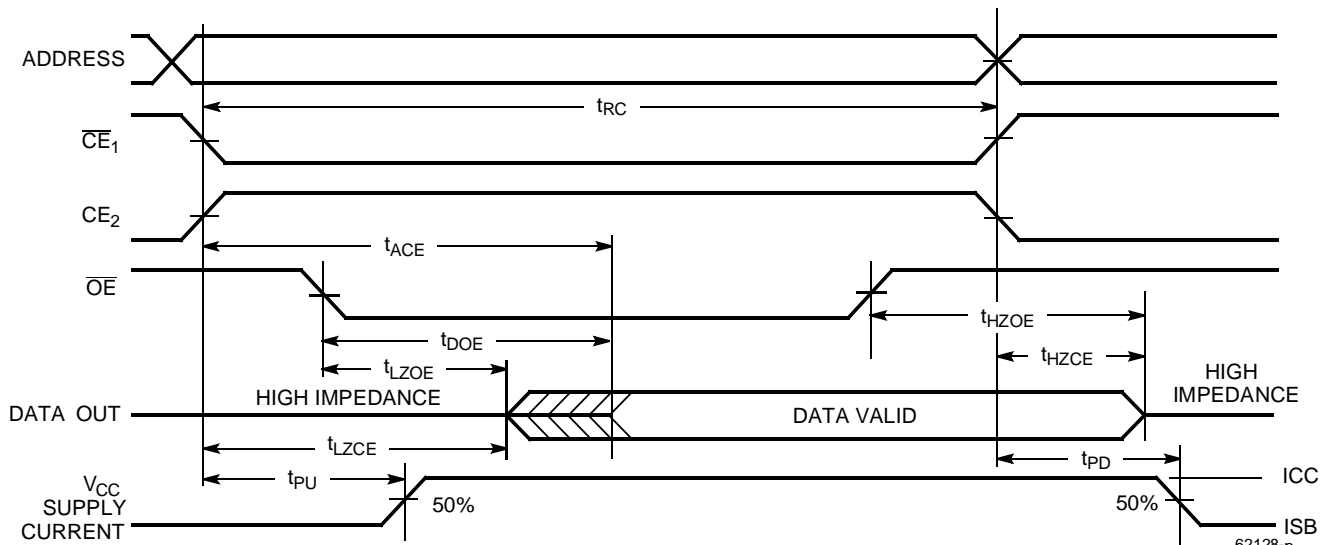 ADDRESS
tRC
CE1
CE2
tACE
OE
tHZOE
tDOE
tHZCE
tLZOE
HIGH IMPEDANCE
HIGH
IMPEDANCE
DATA OUT
DATA VALID
tLZCE
tPD
tPU
VCC
SUPPLY
CURRENT
50%
50%
ICC
ISB